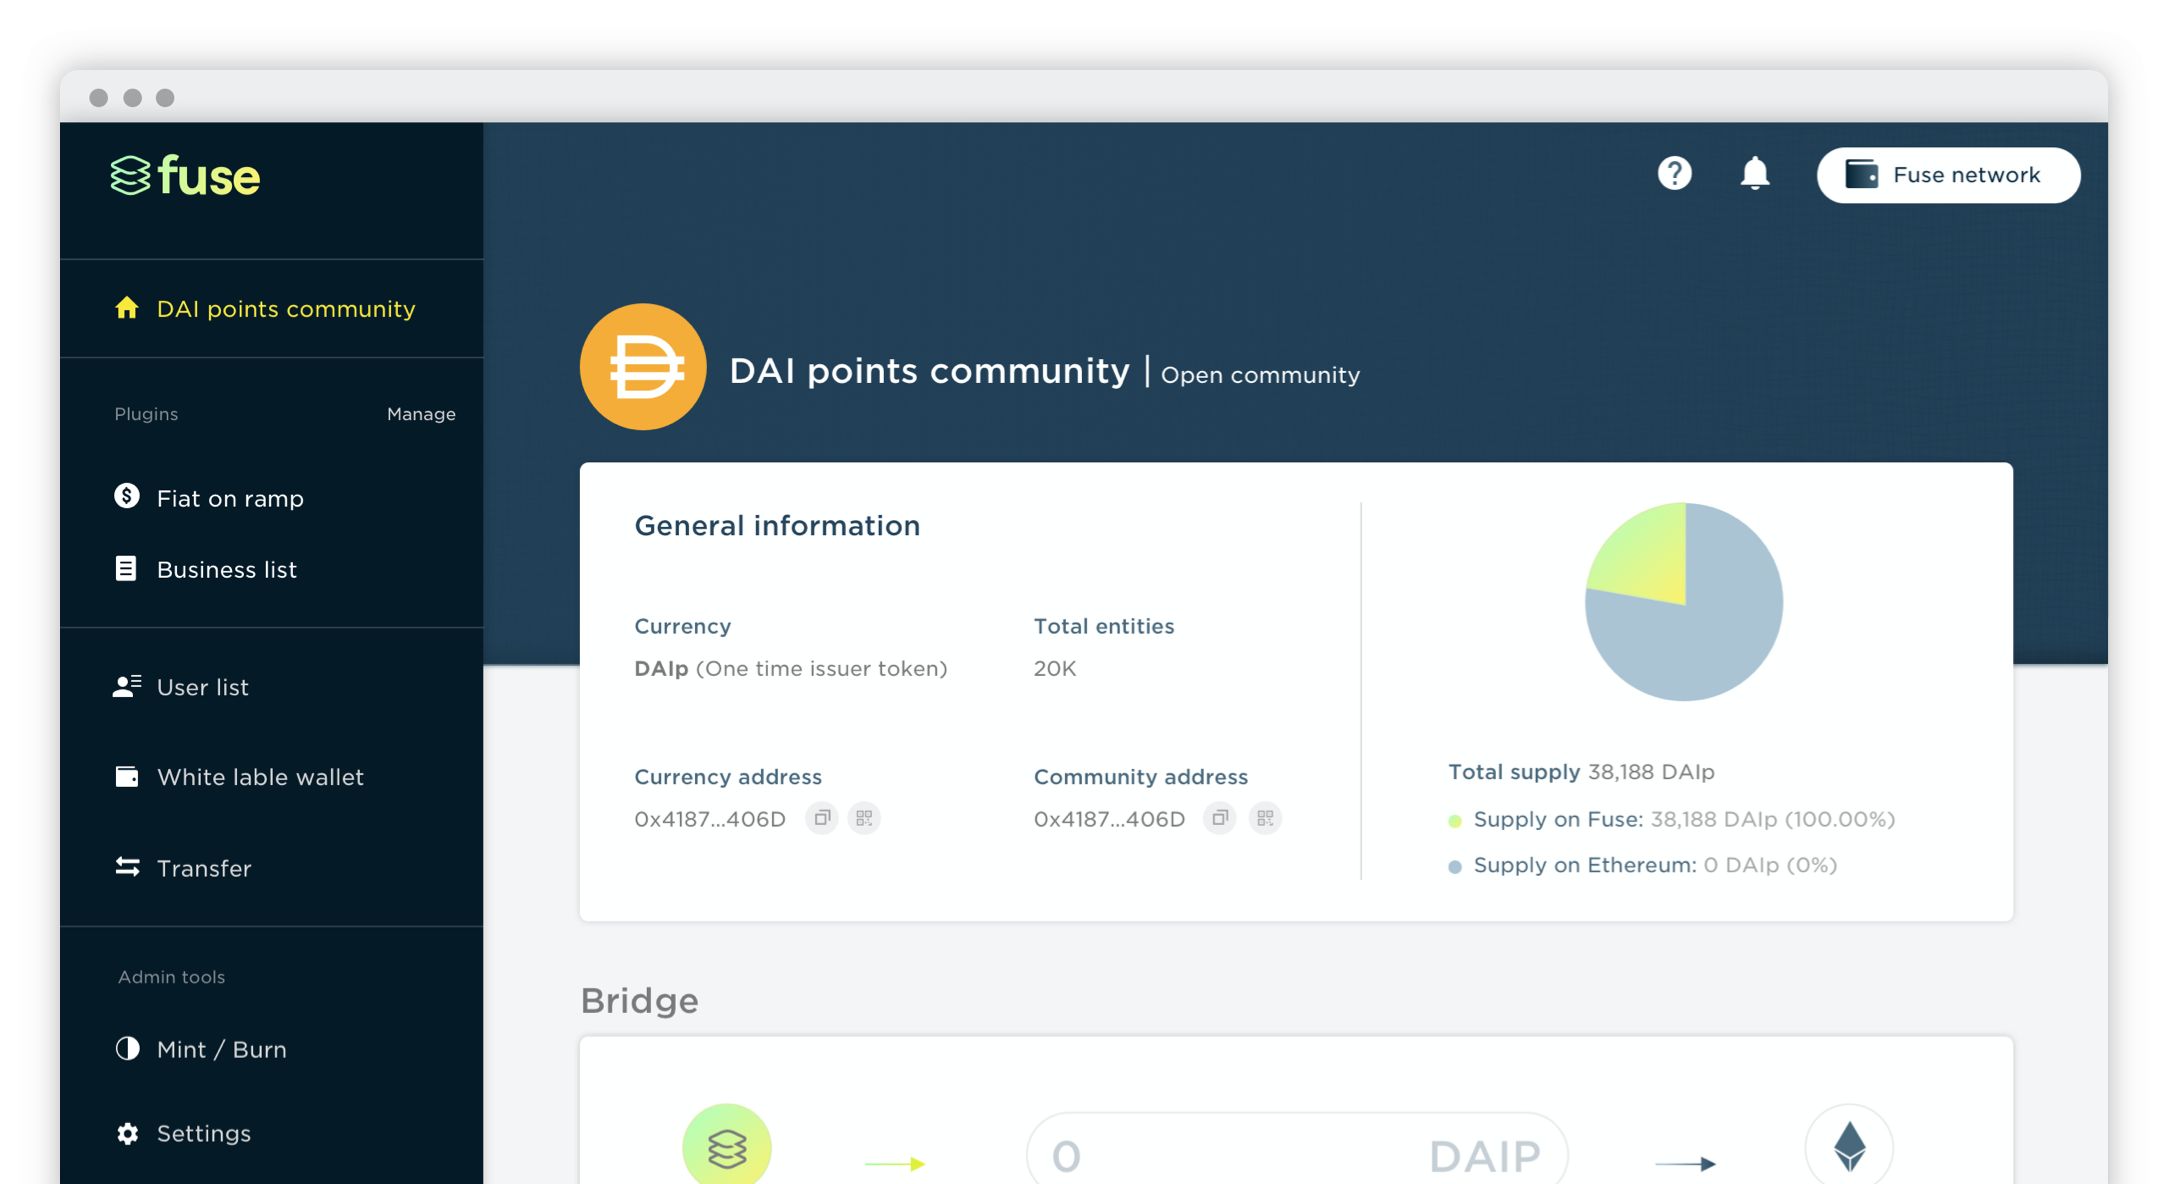 fuse
Fuse network
DAI points community
DAI points community | Open community
Plugins Manage
Fiat on ramp
Business list
User list
White lable wallet
Transfer
Admin tools
Mint / Burn
Settings
General information
Currency
DAIp (One time issuer token)
Total entities
20K
Currency address
0x4187...406D
Community address
0x4187...406D
Total supply 38,188 DAIp
Supply on Fuse: 38,188 DAIp (100.00%)
Supply on Ethereum: 0 DAIp (0%)
Bridge
0 DAIP